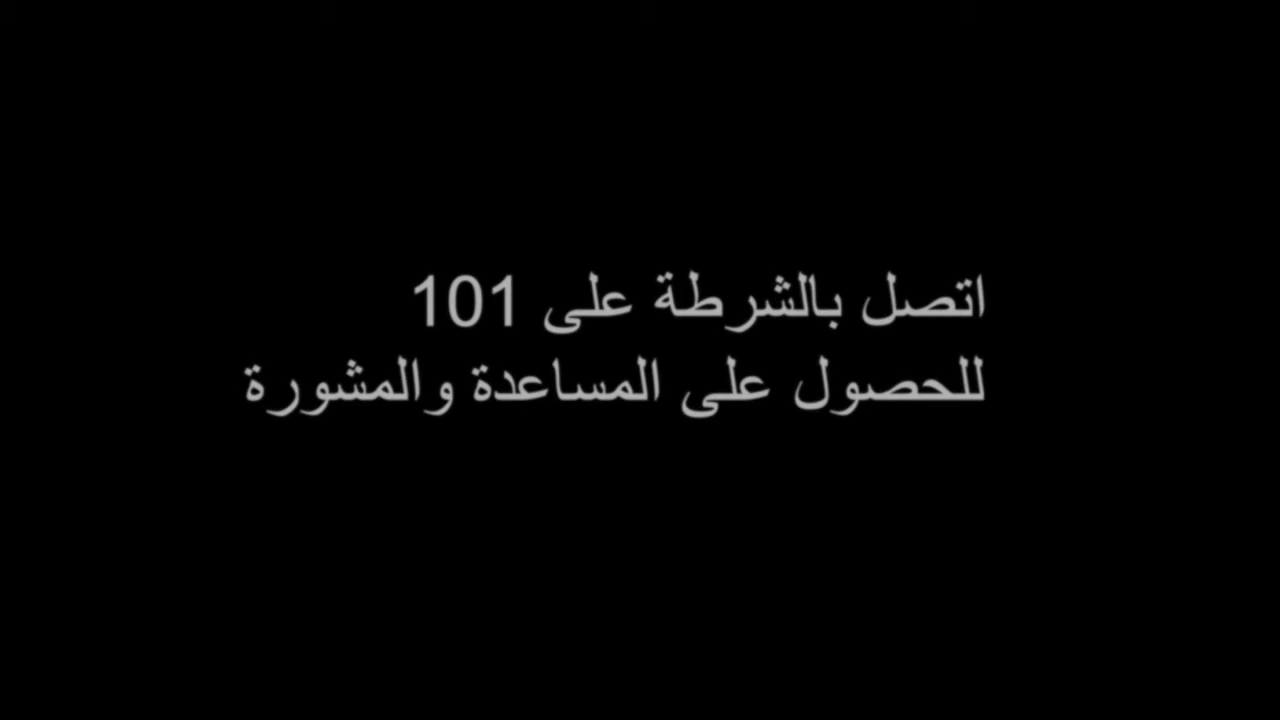 اتصل بالشرطة على 101
للحصول على المساعدة والمشورة